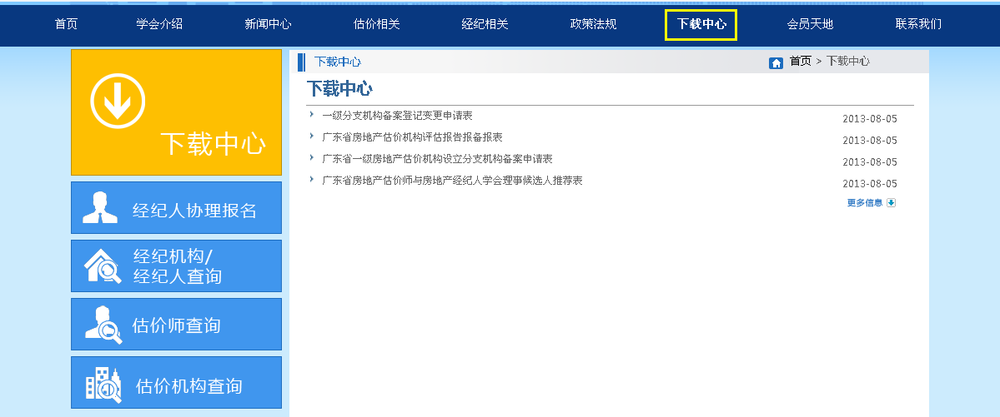 首页 学会介绍 新闻中心 估价相关 经纪相关 政策法规 下载中心 会员天地 联系我们
下载中心
经纪人协理报名
经纪机构/
经纪人查询
估价师查询
估价机构查询
下载中心 首页 > 下载中心
下载中心
一级分支机构备案登记变更申请表 2013-08-05
广东省房地产估价机构评估报告报备报表 2013-08-05
广东省一级房地产估价机构设立分支机构备案申请表 2013-08-05
广东省房地产估价师与房地产经纪人学会理事候选人推荐表 2013-08-05
更多信息